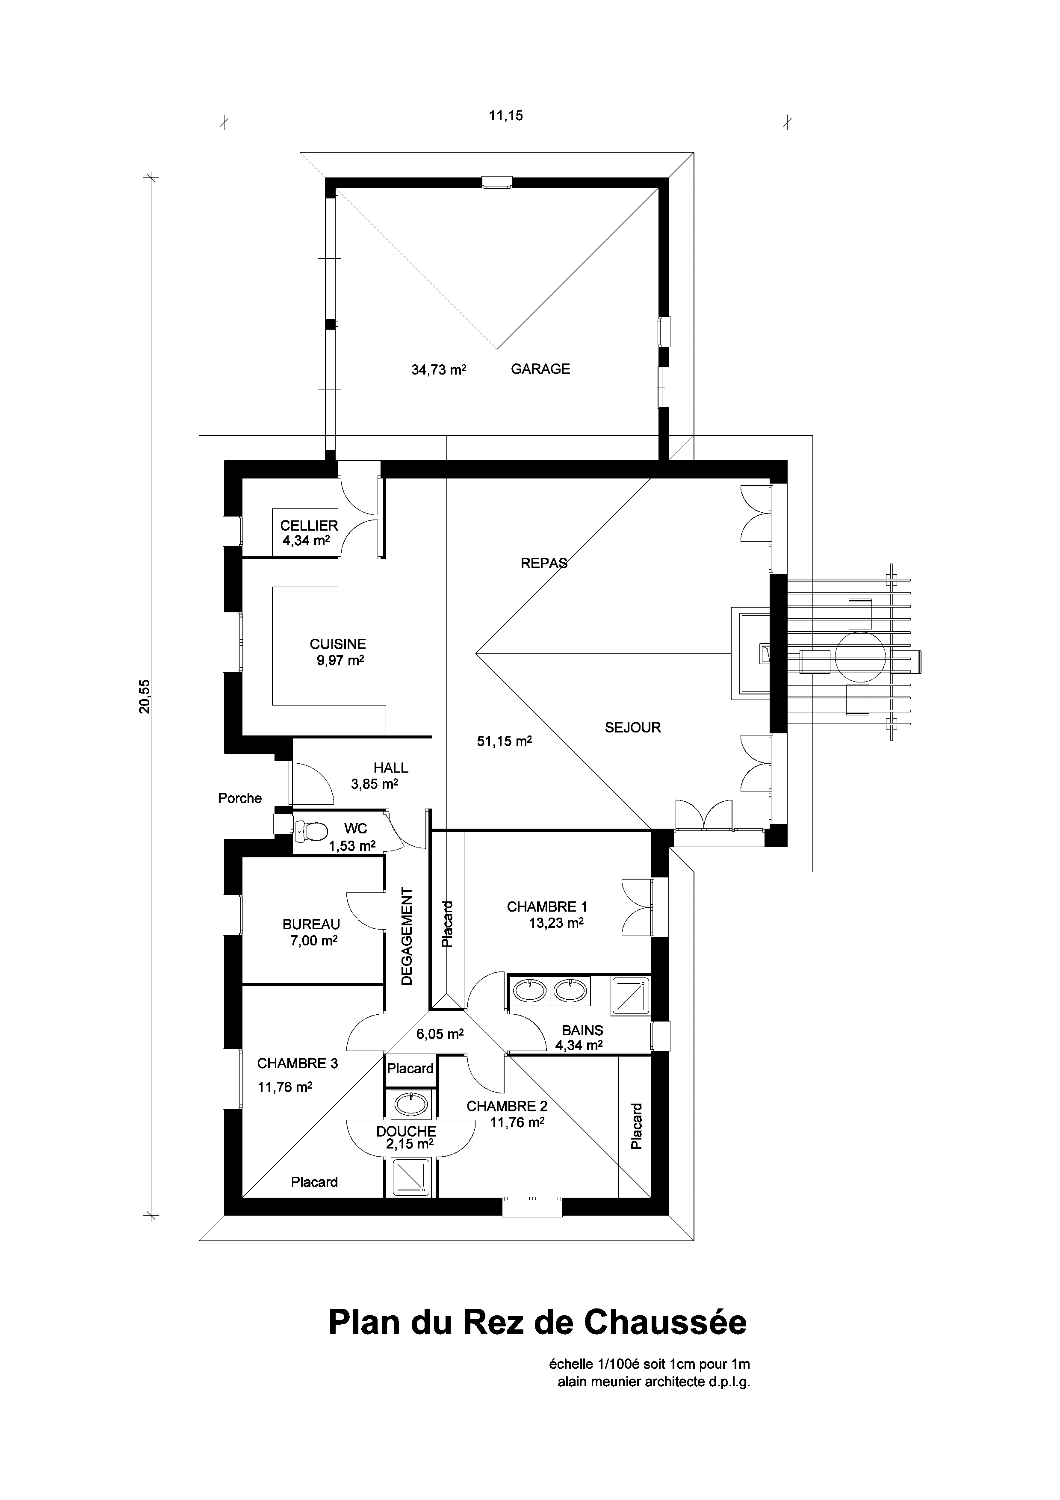 11,15
20,55
34,73 m²
GARAGE
CELLIER
4,34 m²
REPAS
CUISINE
9,97 m²
SEJOUR
51,15 m²
HALL
3,85 m²
Porche
WC
1,53 m²
DEGAGEMENT
Placard
CHAMBRE 1
13,23 m²
BUREAU
7,00 m²
6,05 m²
BAINS
4,34 m²
CHAMBRE 3
11,76 m²
Placard
CHAMBRE 2
11,76 m²
Placard
DOUCHE
2,15 m²
Placard
Plan du Rez de Chaussée
échelle 1/100é soit 1cm pour 1m
alain meunier architecte d.p.l.g.